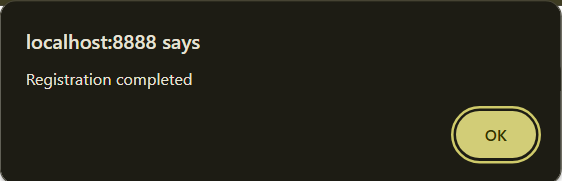 localhost:8888 says
Registration completed
OK